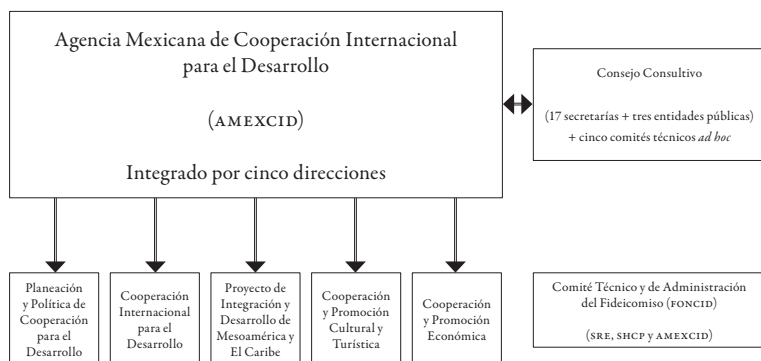 Agencia Mexicana de Cooperación Internacional
para el Desarrollo
(AMEXCID)
Integrado por cinco direcciones
Consejo Consultivo
(17 secretarías + tres entidades públicas)
+ cinco comités técnicos ad hoc
Planeación
y Política de
Cooperación
para el
Desarrollo
Cooperación
Internacional
para el
Desarrollo
Proyecto de
Integración y
Desarrollo de
Mesoamérica y
El Caribe
Cooperación
y Promoción
Cultural y
Turística
Cooperación
y Promoción
Económica
Comité Técnico y de Administración
del Fideicomiso (FONCID)
(SRE, SHCP y AMEXCID)